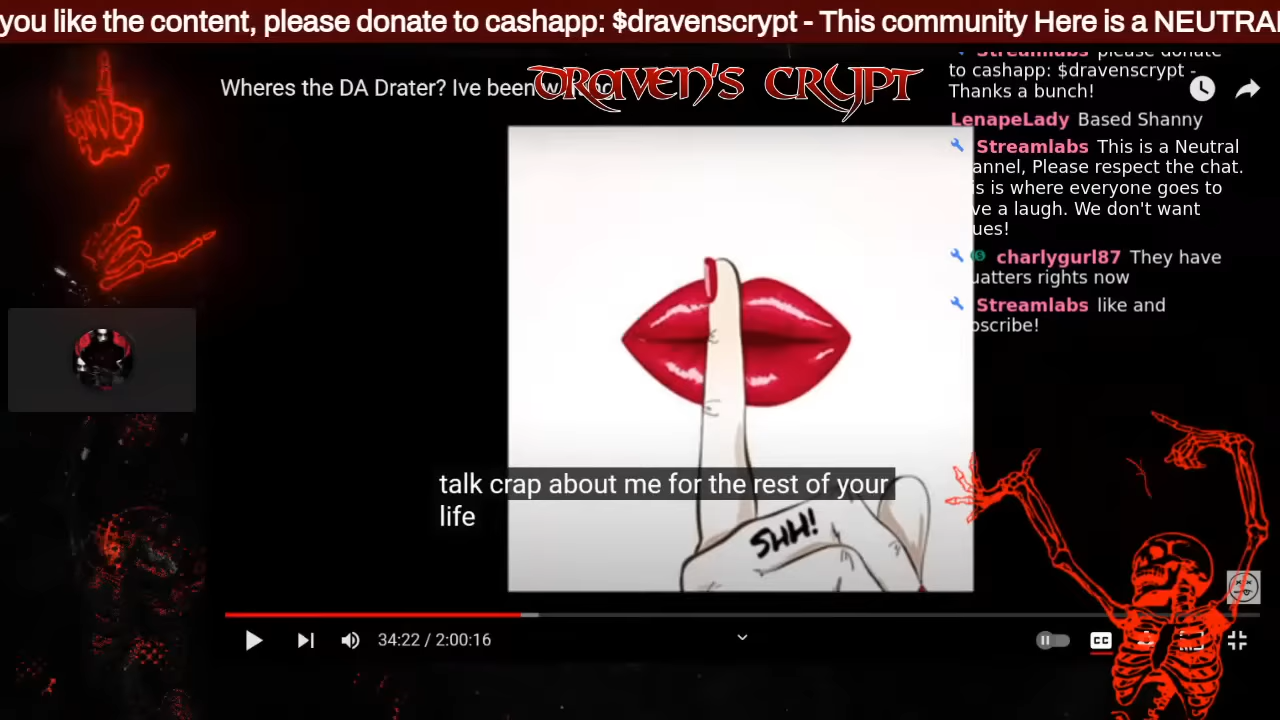 you like the content, please donate to cashapp: $dravenscrypt - This community Here is a NEUTRAL
Wheres the DA Drater? Ive been
DRAVEN'S CRYPT
Streamlabs please donate
to cashapp: $dravenscrypt -
Thanks a bunch!
LenapeLady Based Shanny
Streamlabs This is a Neutral
annel, Please respect the chat.
is is where everyone goes to
ve a laugh. We don't want
ues!
charlygurl87 They have
uatters rights now
Streamlabs like and
bscribe!
talk crap about me for the rest of your
life
SHH!
34:22 / 2:00:16
CC